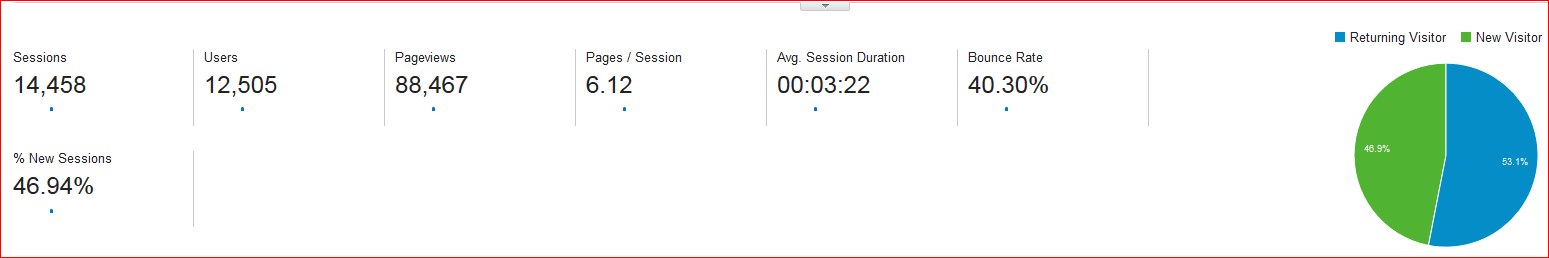 Returning Visitor New Visitor
Sessions Users Pageviews Pages / Session Avg. Session Duration Bounce Rate
14,458 12,505 88,467 6.12 00:03:22 40.30%
% New Sessions
46.94%
46.9%
53.1%